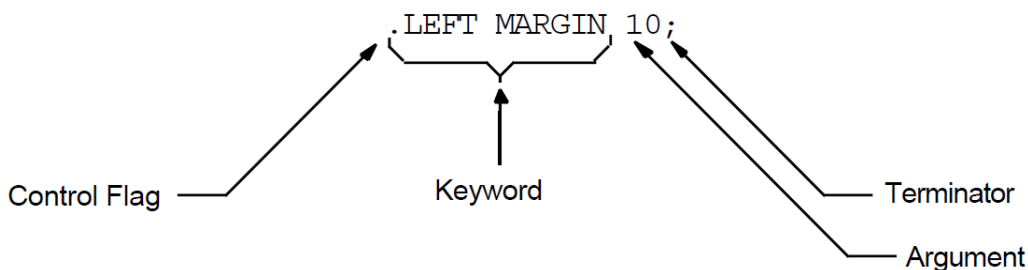 .LEFT MARGIN 10;
Control Flag
Keyword
Terminator
Argument